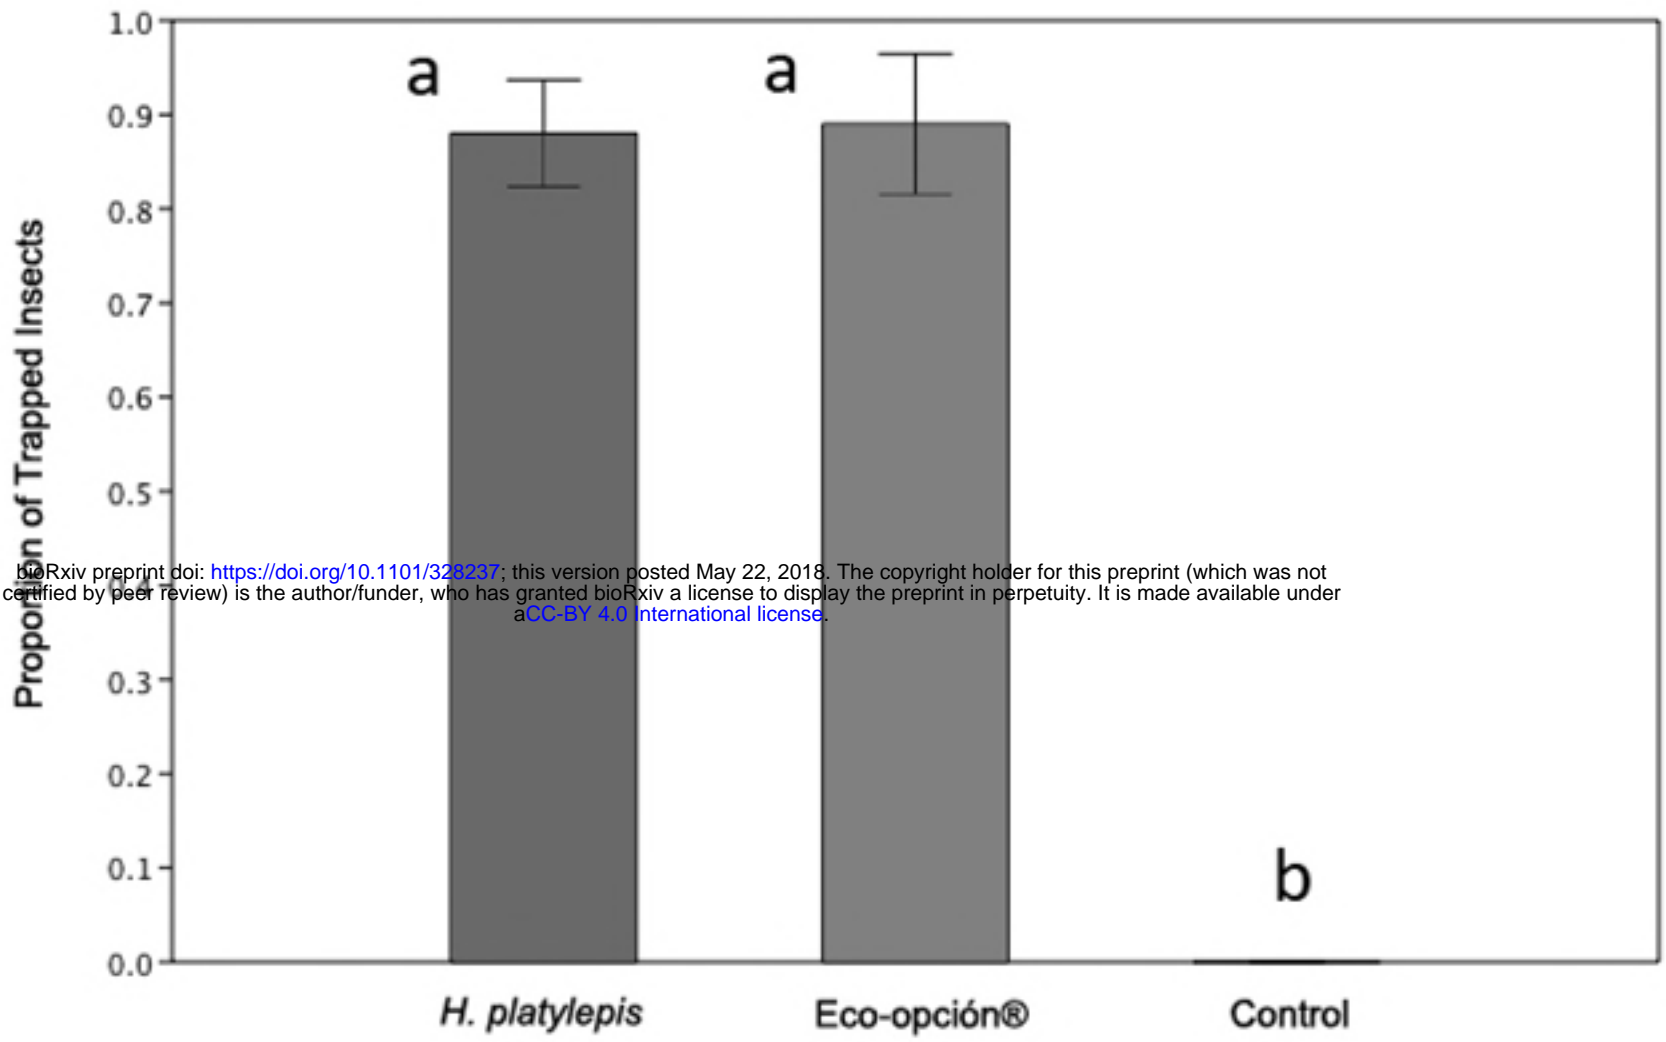 1.0
a
a
0.9
0.8
0.7
0.6
0.5
0.4
0.3
0.2
0.1
0.0
b
Proportion of Trapped Insects
bioRxiv preprint doi: https://doi.org/10.1101/328237; this version posted May 22, 2018. The copyright holder for this preprint (which was not
certified by peer review) is the author/funder, who has granted bioRxiv a license to display the preprint in perpetuity. It is made available under
aCC-BY 4.0 International license.
H. platylepis
Eco-opción®
Control